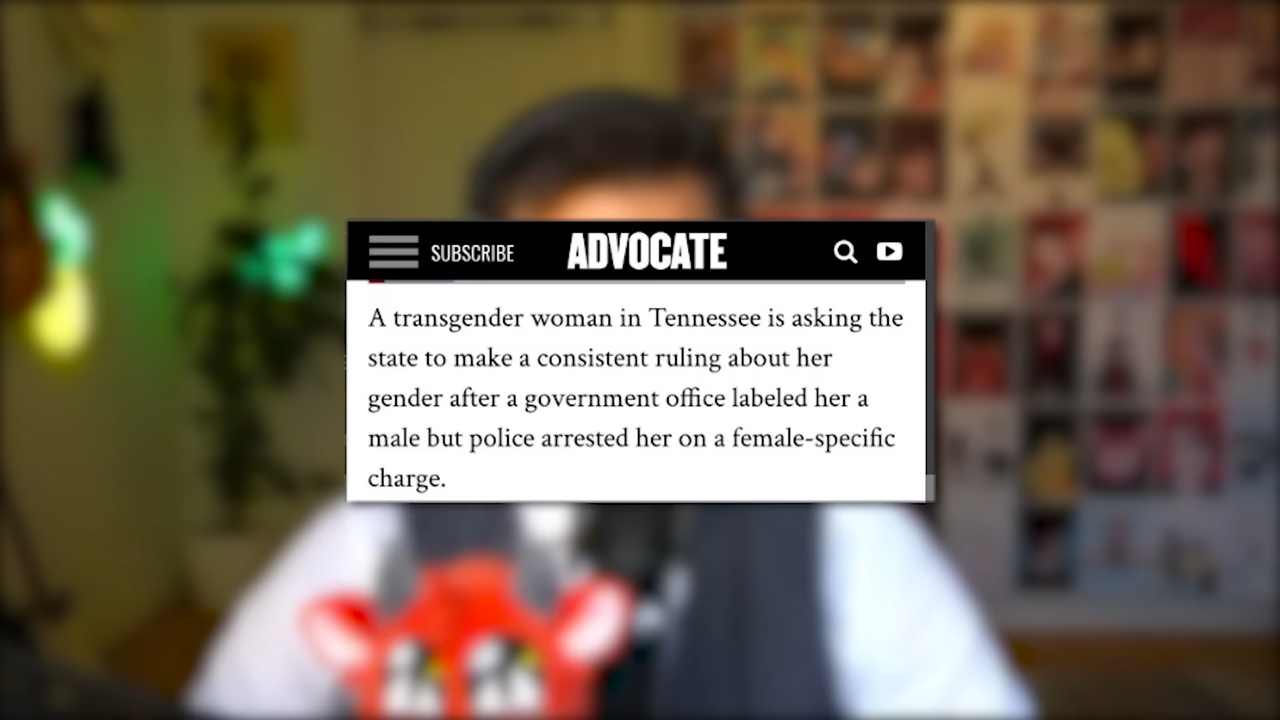 SUBSCRIBE ADVOCATE
A transgender woman in Tennessee is asking the
state to make a consistent ruling about her
gender after a government office labeled her a
male but police arrested her on a female-specific
charge.